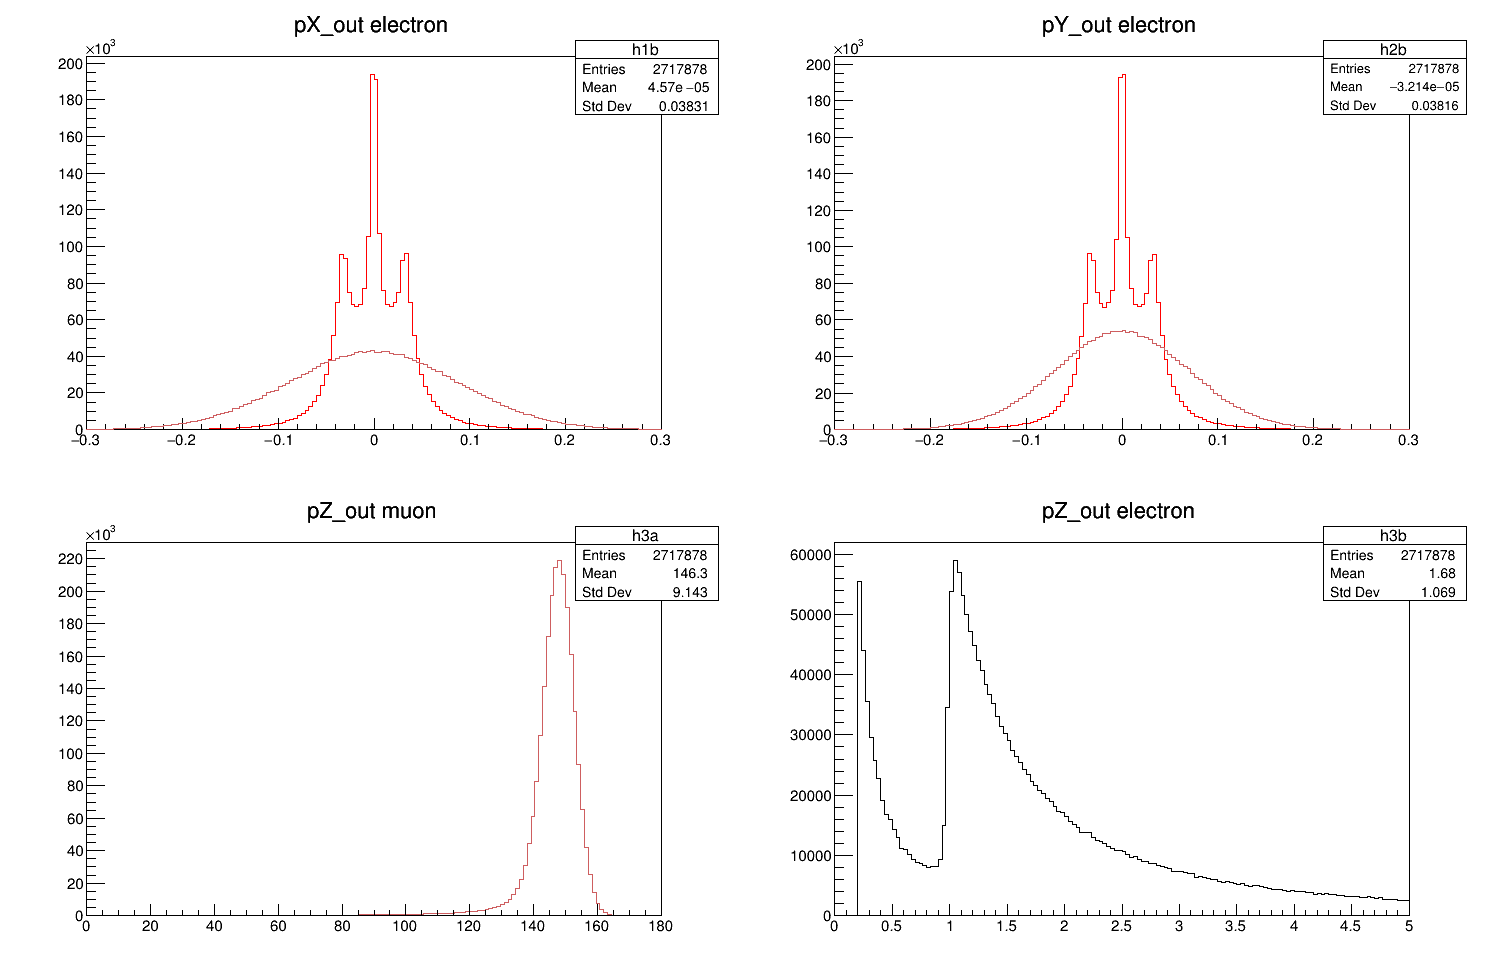 pX_out electron
×10³
h1b
Entries 2717878
Mean 4.57e−05
Std Dev 0.03831
200
180
160
140
120
100
80
60
40
20
0
−0.3 −0.2 −0.1 0 0.1 0.2 0.3
pY_out electron
×10³
h2b
Entries 2717878
Mean −3.214e−05
Std Dev 0.03816
200
180
160
140
120
100
80
60
40
20
0
−0.3 −0.2 −0.1 0 0.1 0.2 0.3
pZ_out muon
×10³
h3a
Entries 2717878
Mean 146.3
Std Dev 9.143
220
200
180
160
140
120
100
80
60
40
20
0
0 20 40 60 80 100 120 140 160 180
pZ_out electron
h3b
Entries 2717878
Mean 1.68
Std Dev 1.069
60000
50000
40000
30000
20000
10000
0
0 0.5 1 1.5 2 2.5 3 3.5 4 4.5 5